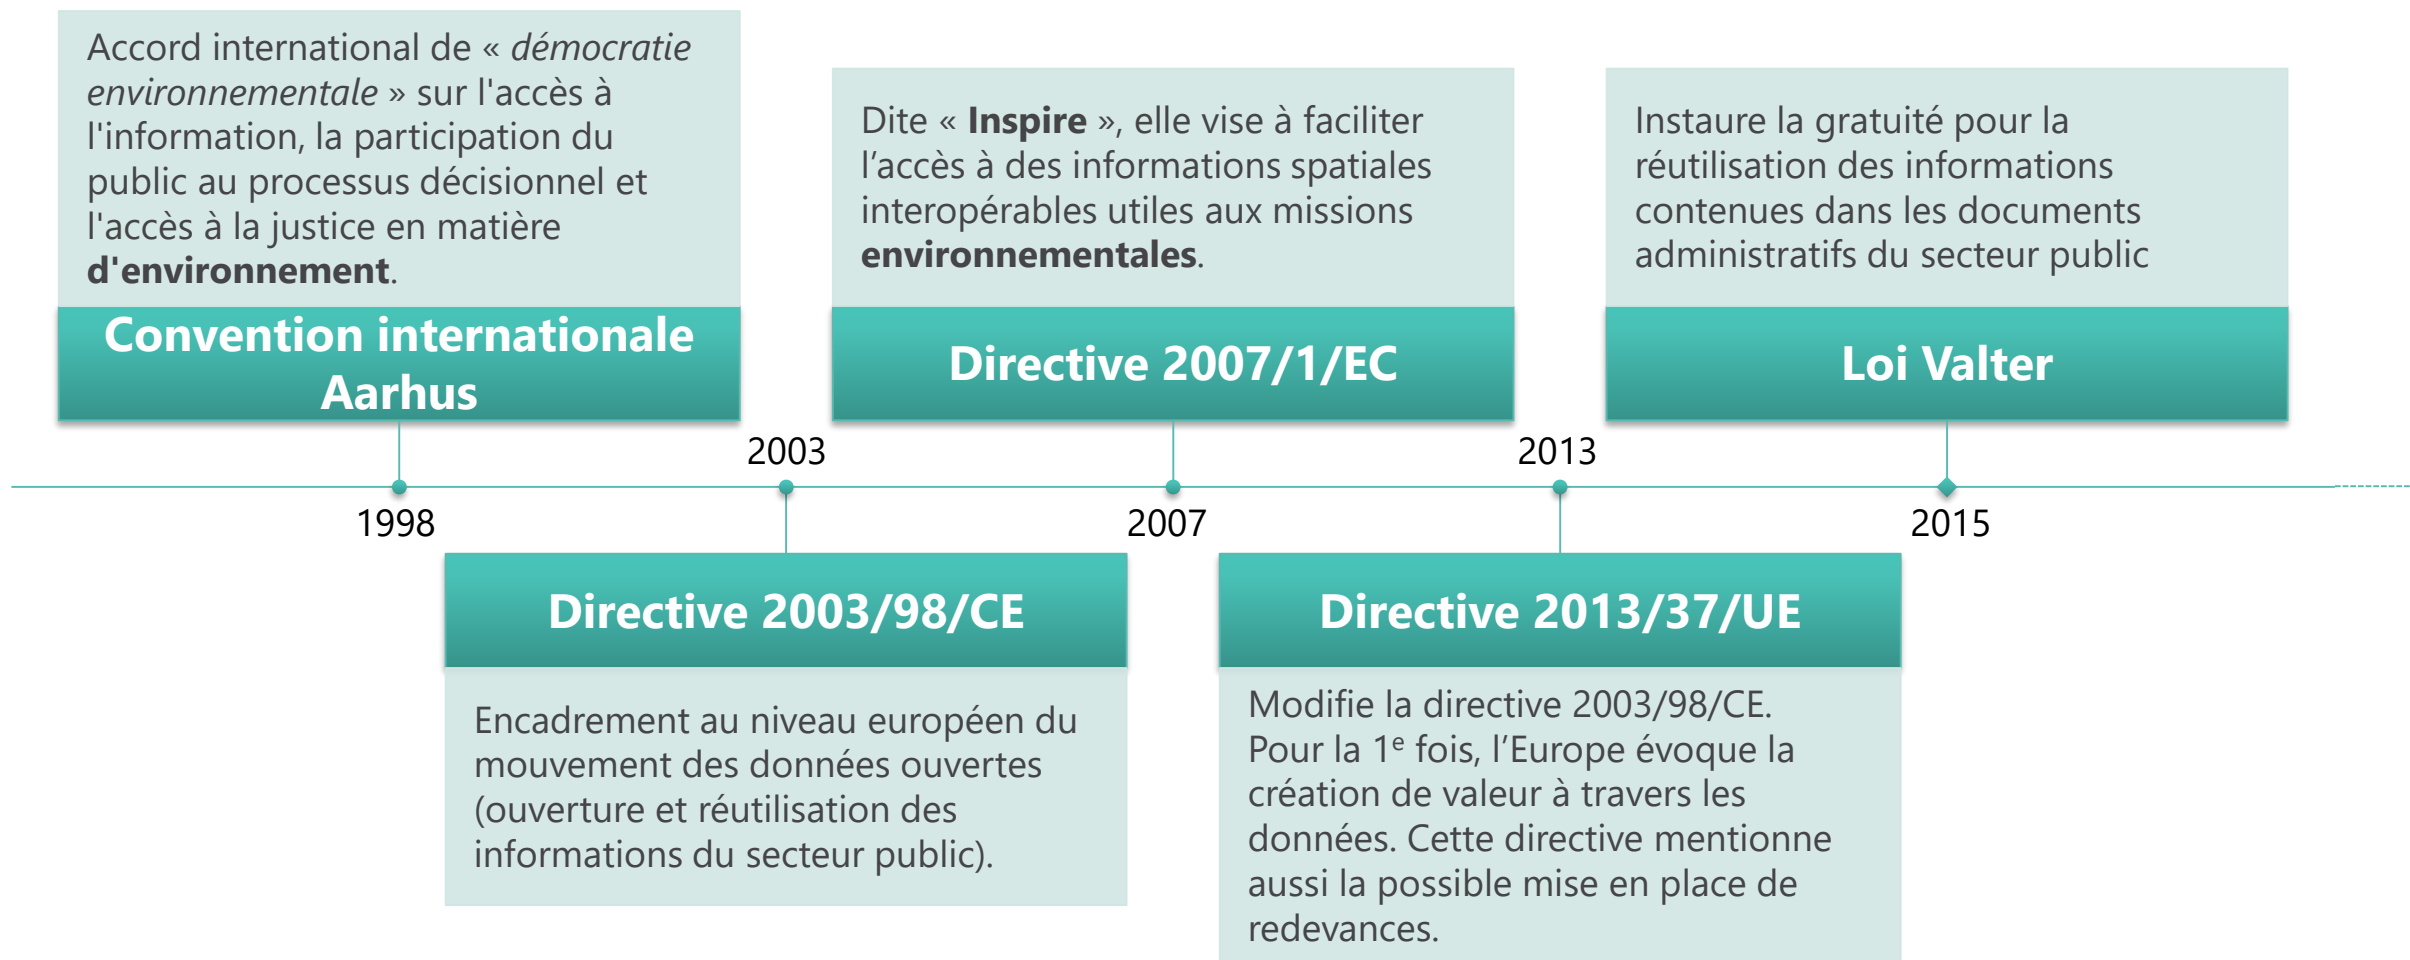 Accord international de « démocratie
environnementale » sur l'accès à
l'information, la participation du
public au processus décisionnel et
l'accès à la justice en matière
d'environnement.
Convention internationale
Aarhus
1998
2003
Directive 2003/98/CE
Encadrement au niveau européen du
mouvement des données ouvertes
(ouverture et réutilisation des
informations du secteur public).
Dite « Inspire », elle vise à faciliter
l’accès à des informations spatiales
interopérables utiles aux missions
environnementales.
Directive 2007/1/EC
2007
2013
Directive 2013/37/UE
Modifie la directive 2003/98/CE.
Pour la 1e fois, l’Europe évoque la
création de valeur à travers les
données. Cette directive mentionne
aussi la possible mise en place de
redevances.
Instaure la gratuité pour la
réutilisation des informations
contenues dans les documents
administratifs du secteur public
Loi Valter
2015